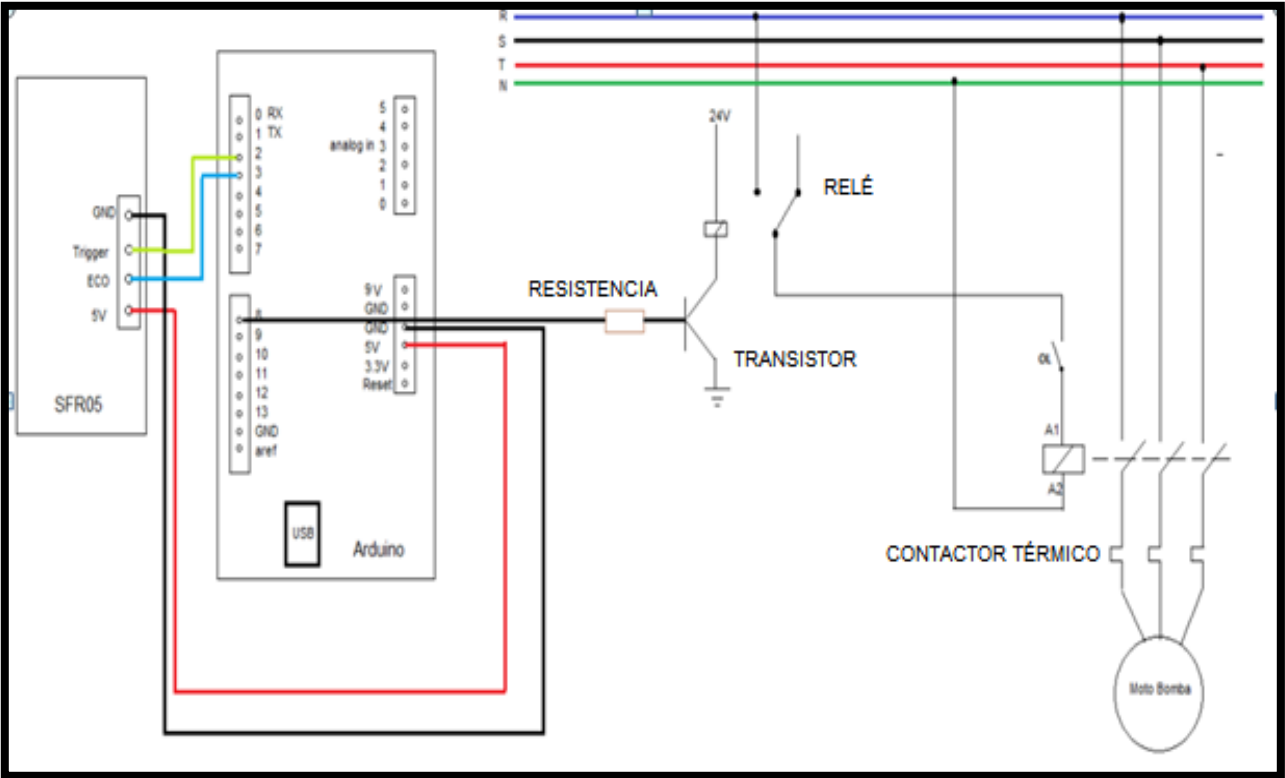 R
S
T
N
GND
Trigger
ECO
5V
SFR05
0 RX
1 TX
2
3
4
5
6
7
8
9
10
11
12
13
GND
aref
5
4
analog in 3
2
1
0
9V
GND
GND
5V
3.3V
Reset
USB
Arduino
RESISTENCIA
24V
RELÉ
TRANSISTOR
OL
A1
A2
CONTACTOR TÉRMICO
Moto Bomba